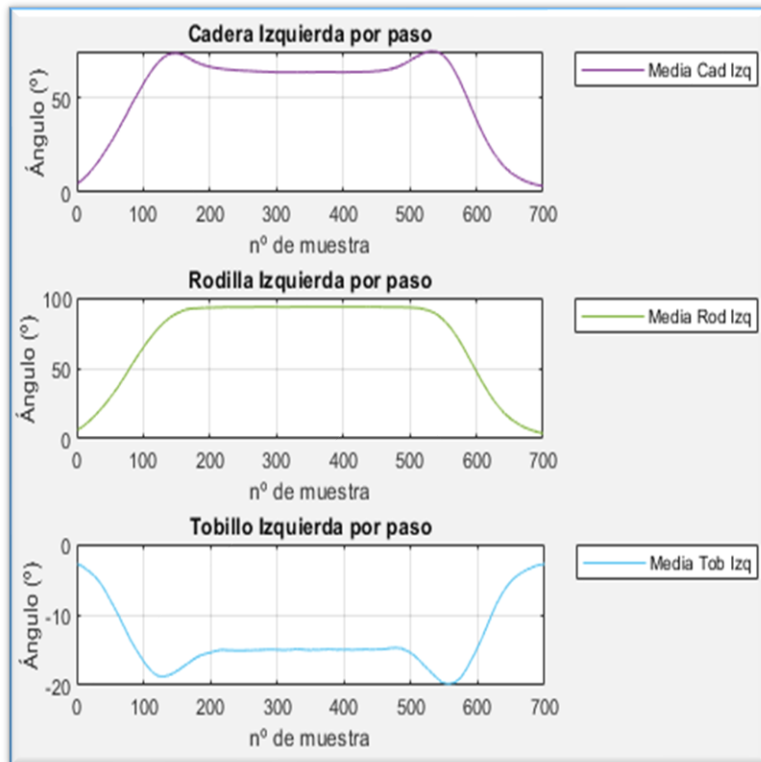 Cadera Izquierda por paso
Media Cad Izq
Ángulo (º)
50
0
0 100 200 300 400 500 600 700
nº de muestra
Rodilla Izquierda por paso
Media Rod Izq
Ángulo (º)
100
50
0
0 100 200 300 400 500 600 700
nº de muestra
Tobillo Izquierda por paso
Media Tob Izq
Ángulo (º)
0
-10
-20
0 100 200 300 400 500 600 700
nº de muestra